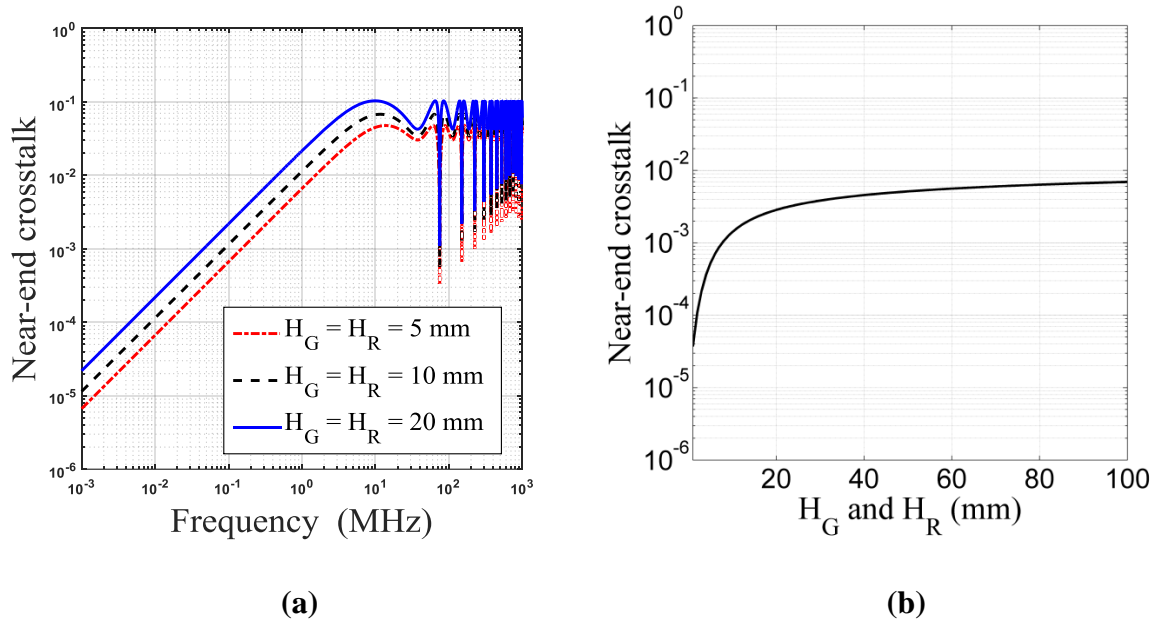 Near-end crosstalk
10^0
10^-1
10^-2
10^-3
10^-4
10^-5
10^-6
H_G = H_R = 5 mm
H_G = H_R = 10 mm
H_G = H_R = 20 mm
10^-3 10^-2 10^-1 10^0 10^1 10^2 10^3
Frequency (MHz)
(a)
Near-end crosstalk
10^0
10^-1
10^-2
10^-3
10^-4
10^-5
10^-6
20 40 60 80 100
H_G and H_R (mm)
(b)